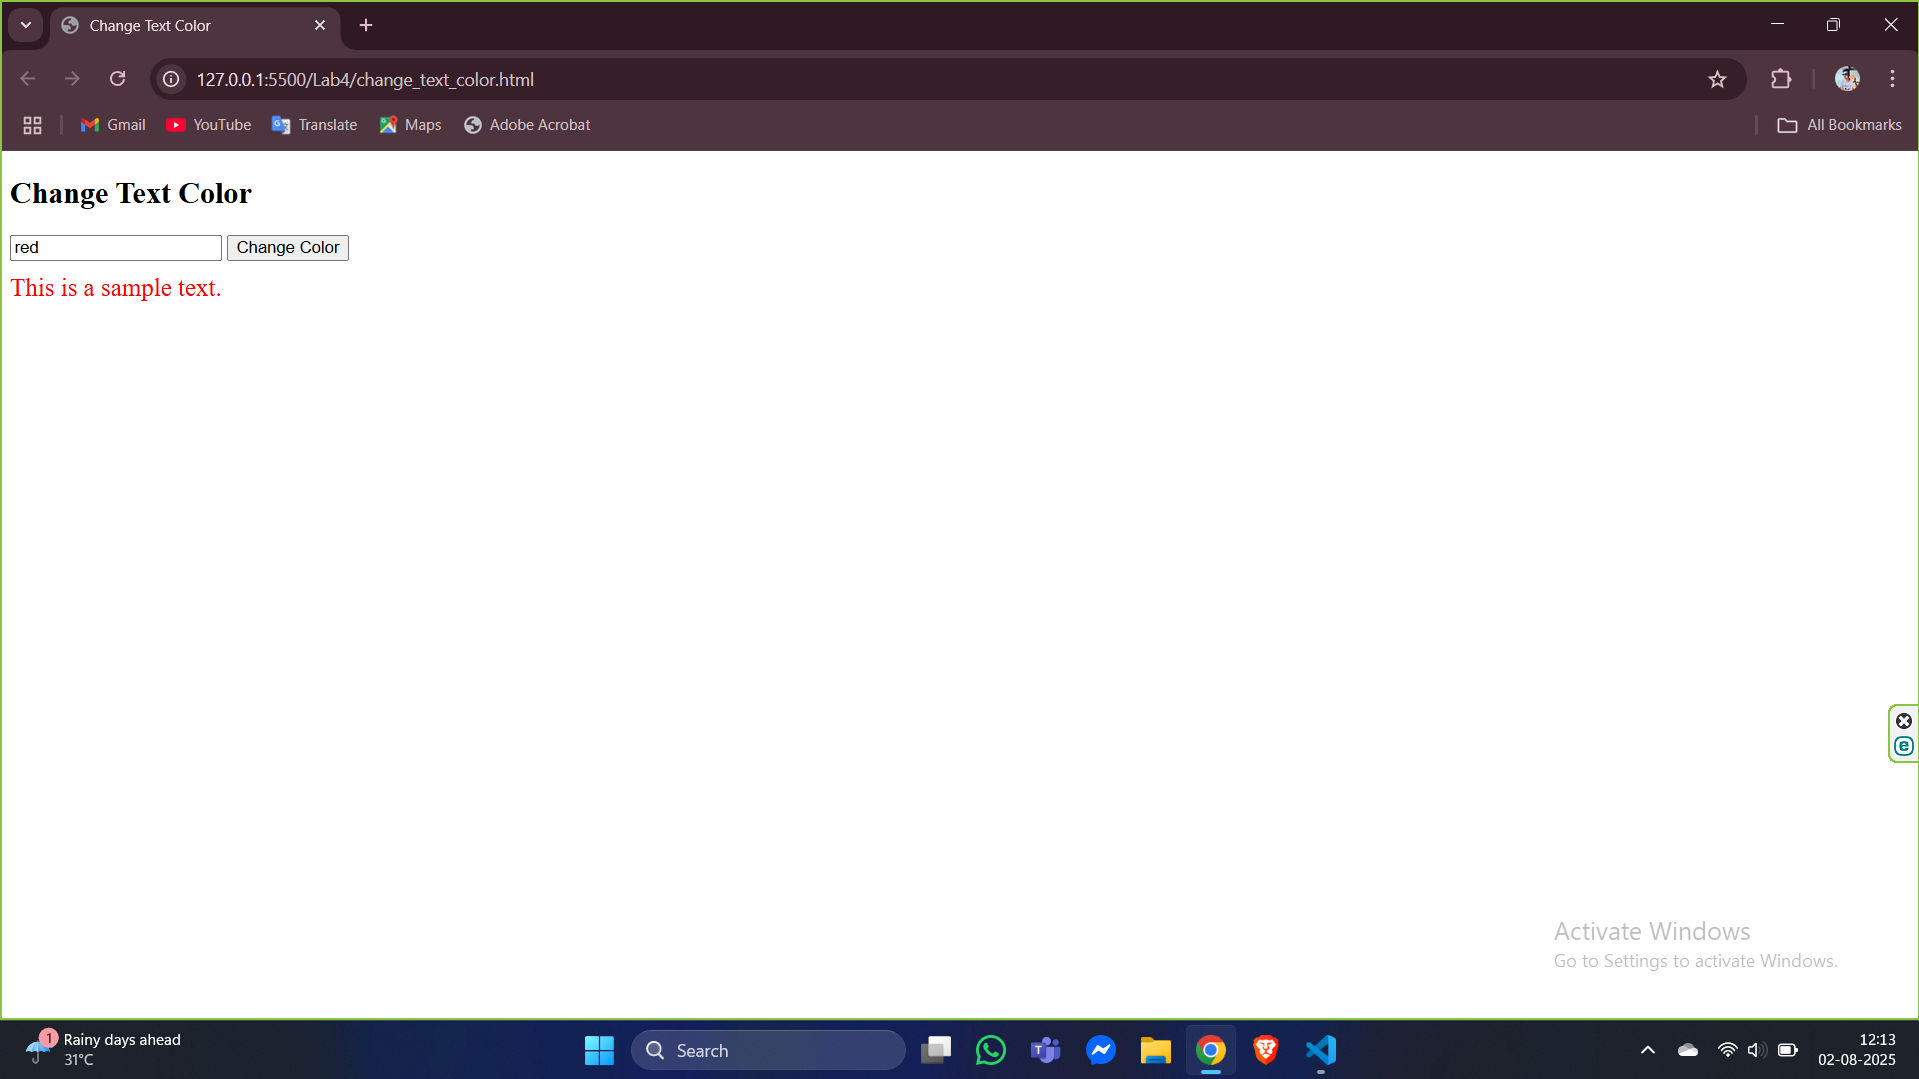 Change Text Color
127.0.0.1:5500/Lab4/change_text_color.html
Gmail YouTube Translate Maps Adobe Acrobat All Bookmarks
Change Text Color
red Change Color
This is a sample text.
e
Activate Windows
Go to Settings to activate Windows.
1 Rainy days ahead
31°C
Search
12:13
02-08-2025